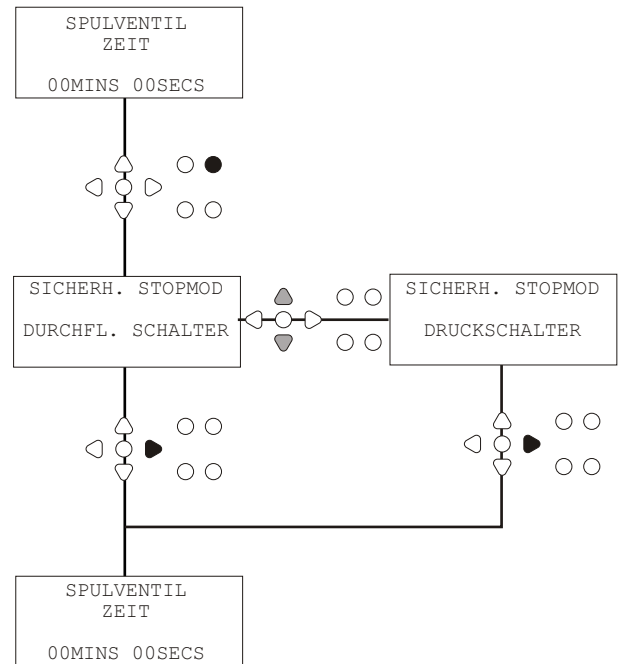 SPULVENTIL
ZEIT
00MINS 00SECS
SICHERH. STOPMOD
DURCHFL. SCHALTER
SICHERH. STOPMOD
DRUCKSCHALTER
SPULVENTIL
ZEIT
00MINS 00SECS